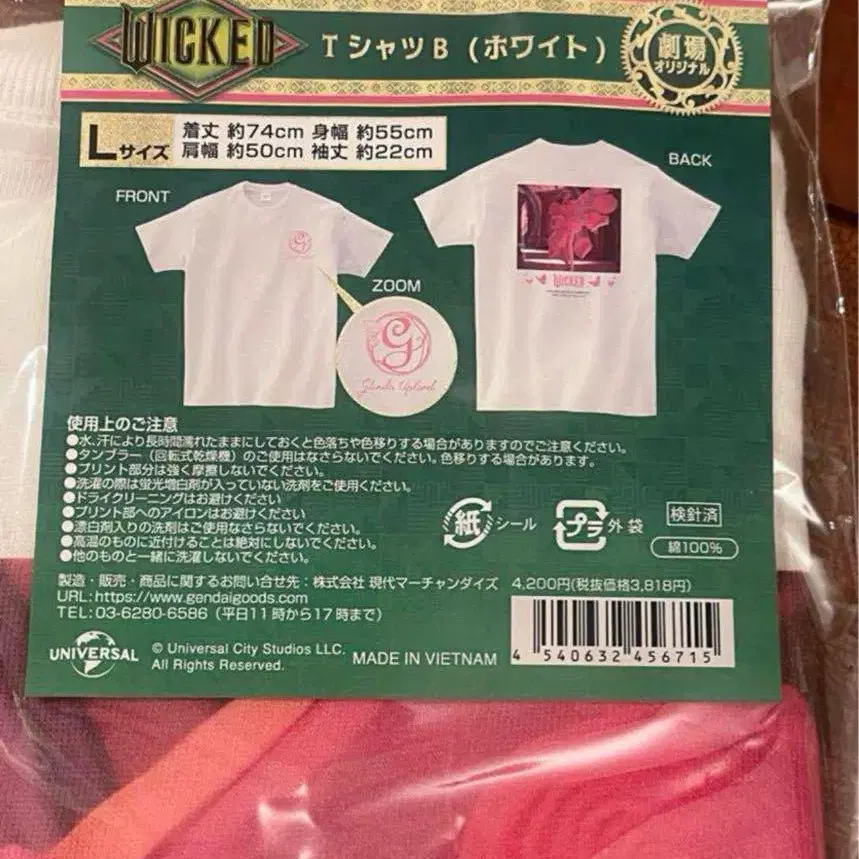 WICKED
TシャツB (ホワイト)
劇場
オリジナル
Lサイズ
着丈 約74cm 身幅 約55cm
肩幅 約50cm 袖丈 約22cm
FRONT
BACK
ZOOM
G
Glinda Upland
WICKED
使用上のご注意
●水、汗により長時間濡れたままにしておくと色落ちや色移りする場合がありますのでご注意ください。
●タンブラー（回転式乾燥機）のご使用はなさらないでください。色移りする場合があります。
●プリント部分は強く摩擦しないでください。
●洗濯の際は蛍光増白剤が入っていない洗剤をご使用ください。
●ドライクリーニングはお避けください
●プリント部へのアイロンはお避けください
●漂白剤入りの洗剤はご使用なさらないでください。
●高温のものに近付けることは絶対にしないでください。
●他のものと一緒に洗濯しないでください。
紙 シール
プラ 外袋
検針済
綿100%
製造・販売・商品に関するお問い合せ先：株式会社 現代マーチャンダイズ 4,200円(税抜価格3,818円)
URL:https://www.gendaigoods.com
TEL:03-6280-6586（平日11時から17時まで）
UNIVERSAL
© Universal City Studios LLC.
All Rights Reserved.
MADE IN VIETNAM
4 540632 456715